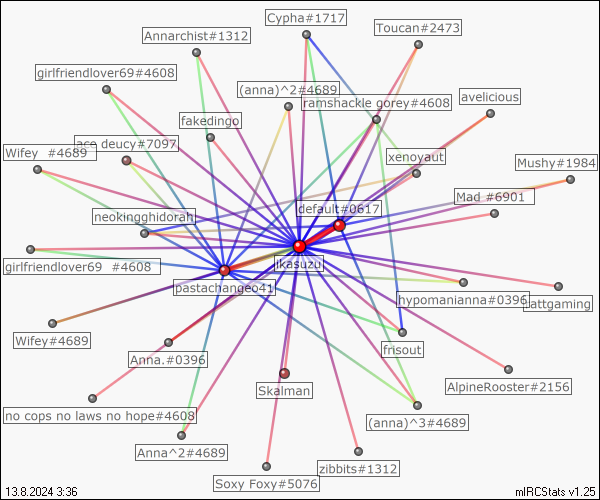 Cypha#1717
Toucan#2473
Annarchist#1312
girlfriendlover69#4608
(anna)^2#4689
avelicious
ramshackle gorey#4608
fakedingo
ace deucy#7097
Wifey #4689
xenoyaut
Mushy#1984
Mad #6901
default#0617
neokingghidorah
jkasuzu
girlfriendlover69 #4608
pastachangeo41
hypomanianna#0396
Wifey#4689
frisout
Anna.#0396
Skalman
AlpineRooster#2156
no cops no laws no hope#4608
(anna)^3#4689
Anna^2#4689
zibbits#1312
Soxy Foxy#5076
13.8.2024 3:36
mIRCStats v1.25